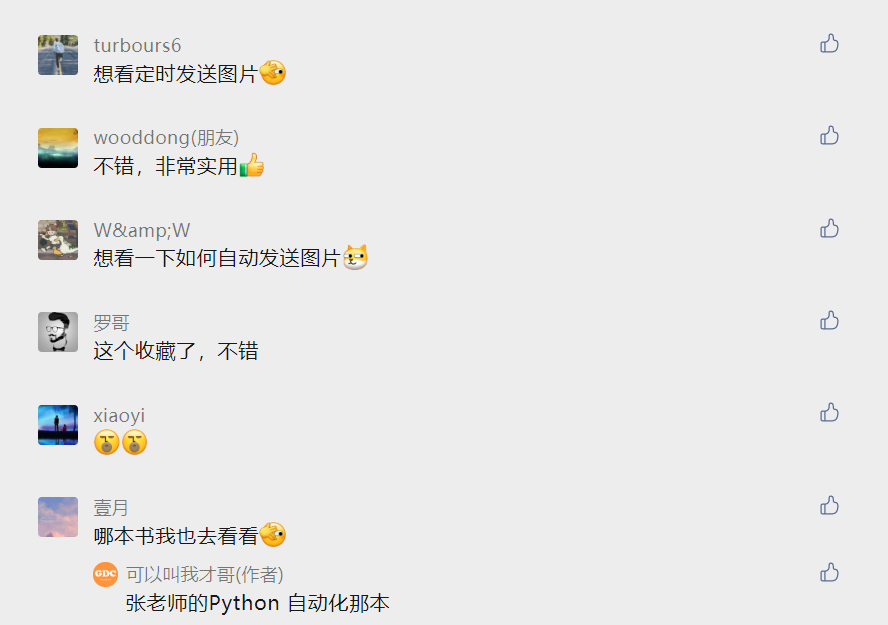 turbours6
想看定时发送图片
wooddong(朋友)
不错，非常实用
W&amp;W
想看一下如何自动发送图片
罗哥
这个收藏了，不错
xiaoyi
壹月
哪本书我也去看看
GDC
可以叫我才哥(作者)
张老师的Python 自动化那本